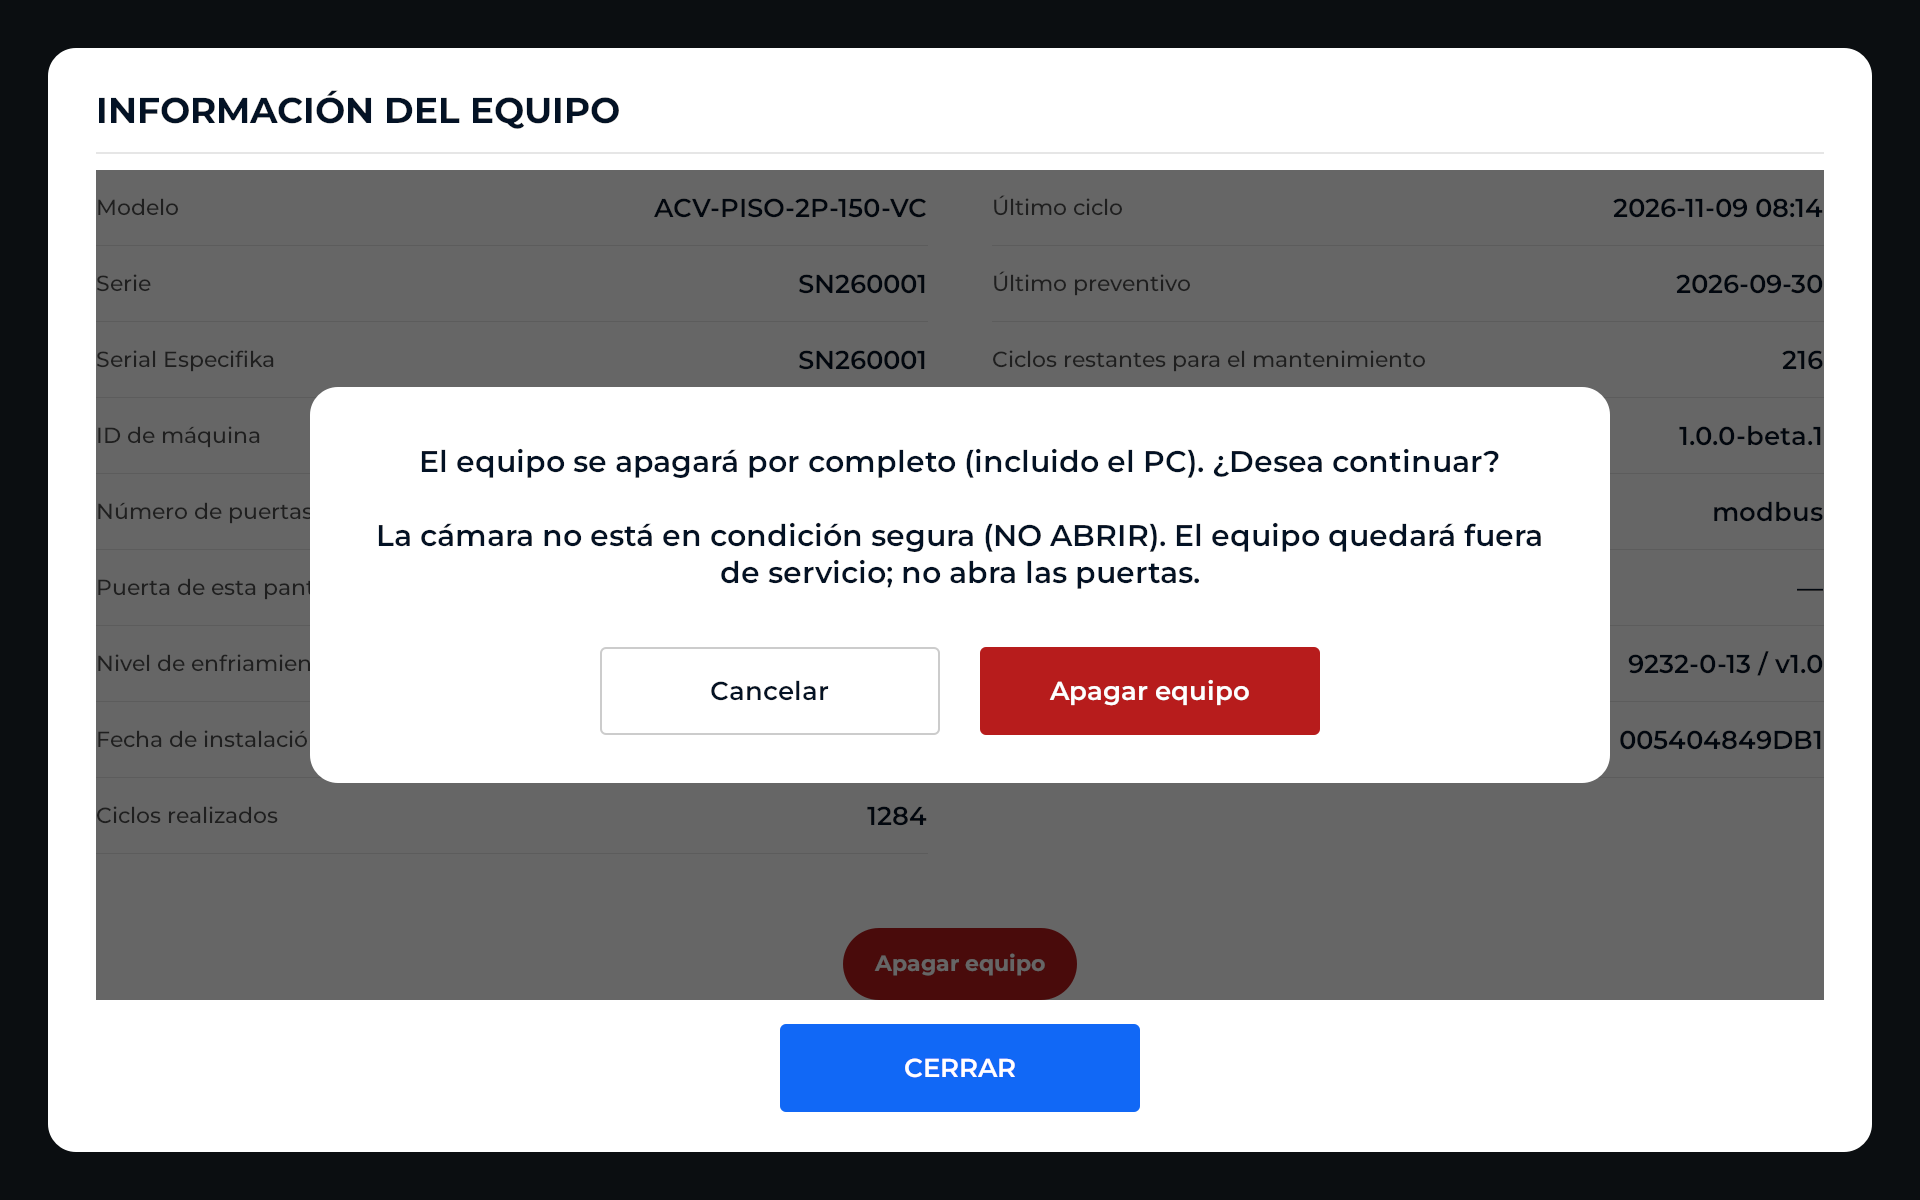 INFORMACIÓN DEL EQUIPO
Modelo ACV-PISO-2P-150-VC
Último ciclo 2026-11-09 08:14
Serie SN260001
Último preventivo 2026-09-30
Serial Especifika SN260001
Ciclos restantes para el mantenimiento 216
ID de máquina
1.0.0-beta.1
Número de puertas
modbus
Puerta de esta pant
—
Nivel de enfriamien
9232-0-13 / v1.0
Fecha de instalació
005404849DB1
Ciclos realizados 1284
El equipo se apagará por completo (incluido el PC). ¿Desea continuar?
La cámara no está en condición segura (NO ABRIR). El equipo quedará fuera
de servicio; no abra las puertas.
Cancelar
Apagar equipo
Apagar equipo
CERRAR